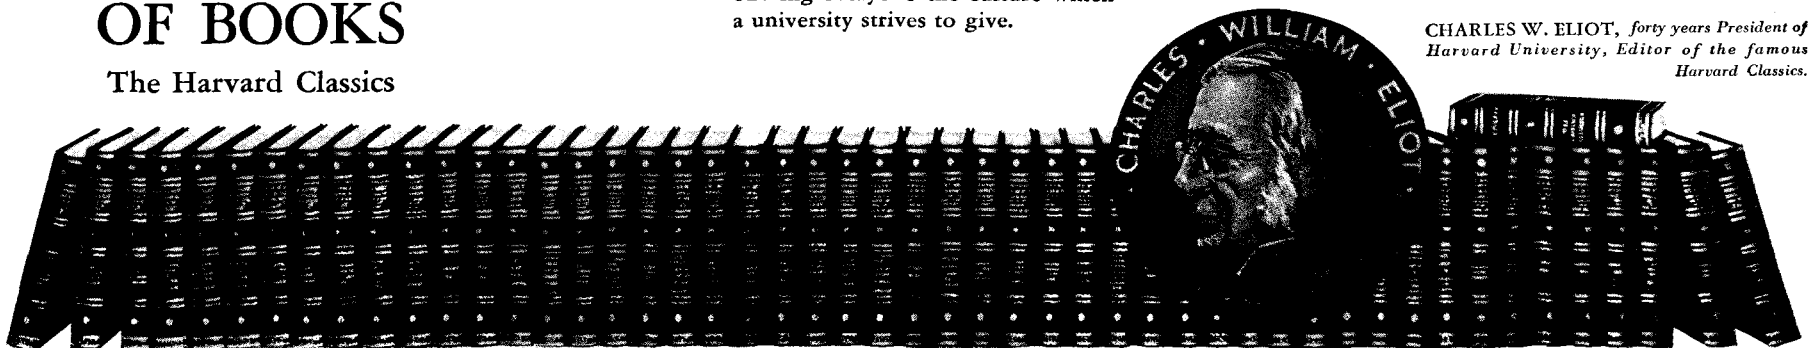 OF BOOKS
The Harvard Classics
a university strives to give.
CHARLES · WILLIAM · ELIOT
CHARLES W. ELIOT, forty years President of
Harvard University, Editor of the famous
Harvard Classics.